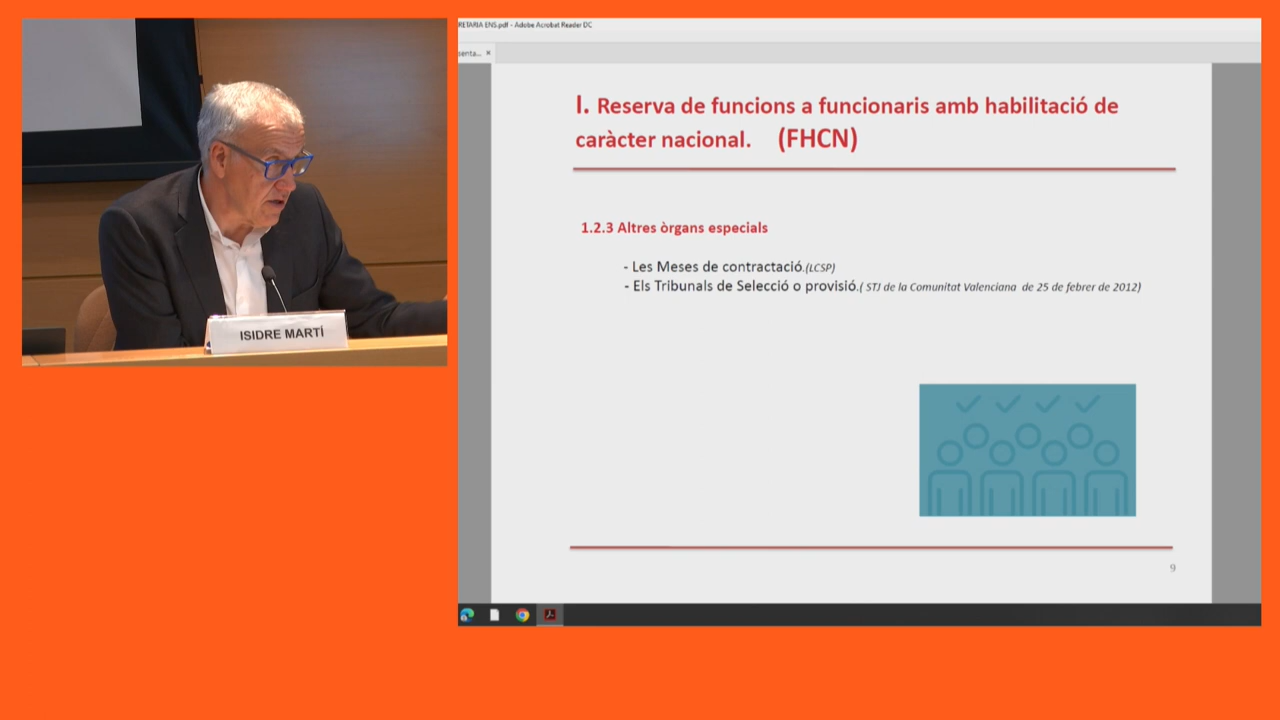 ISIDRE MARTÍ
RETARIA ENS.pdf - Adobe Acrobat Reader DC
enta... ×
I. Reserva de funcions a funcionaris amb habilitació de
caràcter nacional. (FHCN)
1.2.3 Altres òrgans especials
- Les Meses de contractació.(LCSP)
- Els Tribunals de Selecció o provisió.( STJ de la Comunitat Valenciana de 25 de febrer de 2012)
9